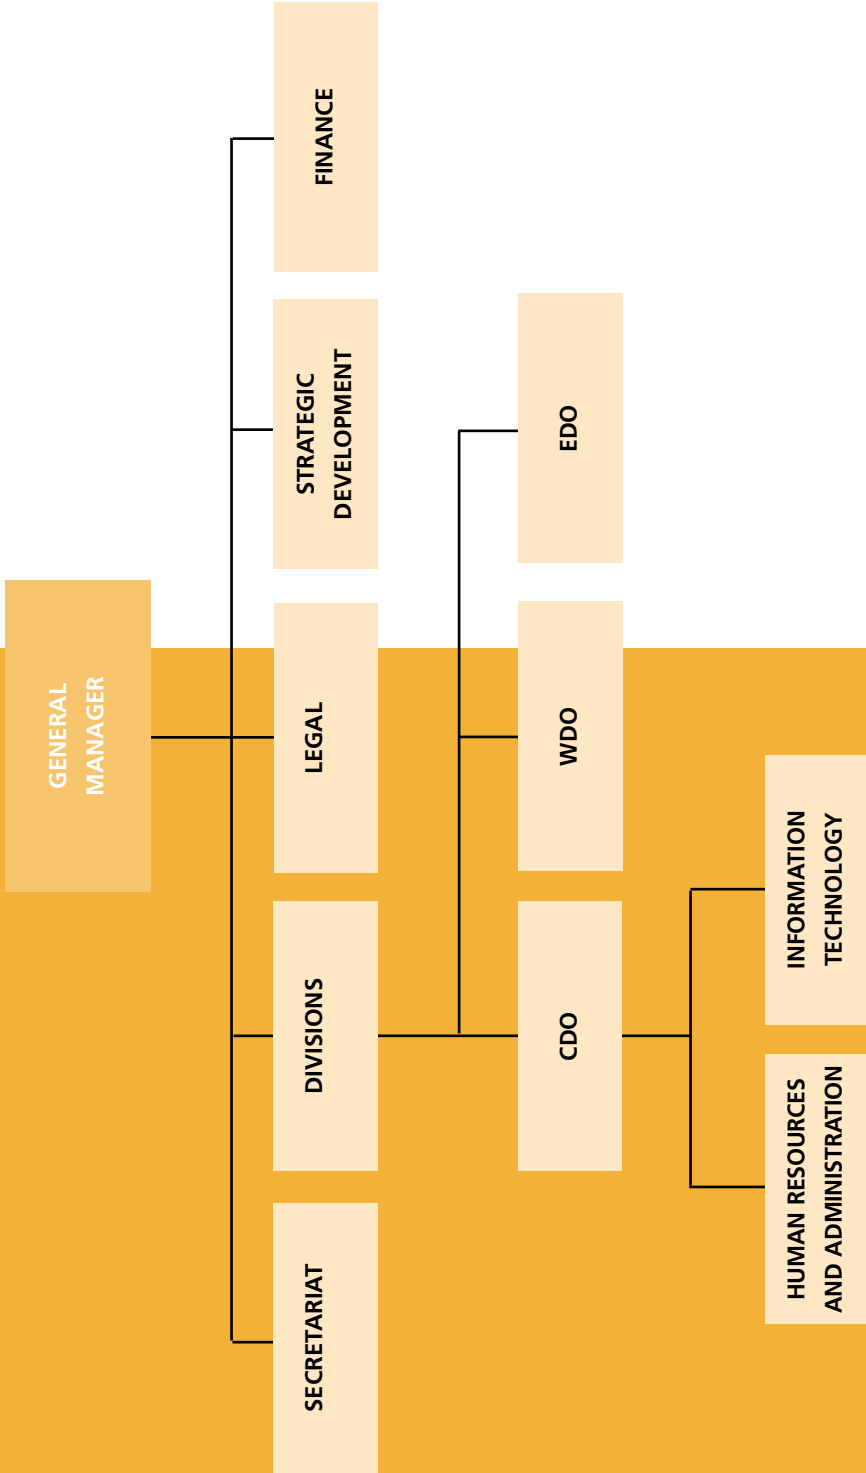 GENERAL
MANAGER
SECRETARIAT
DIVISIONS
LEGAL
STRATEGIC
DEVELOPMENT
FINANCE
CDO
WDO
EDO
HUMAN RESOURCES
AND ADMINISTRATION
INFORMATION
TECHNOLOGY